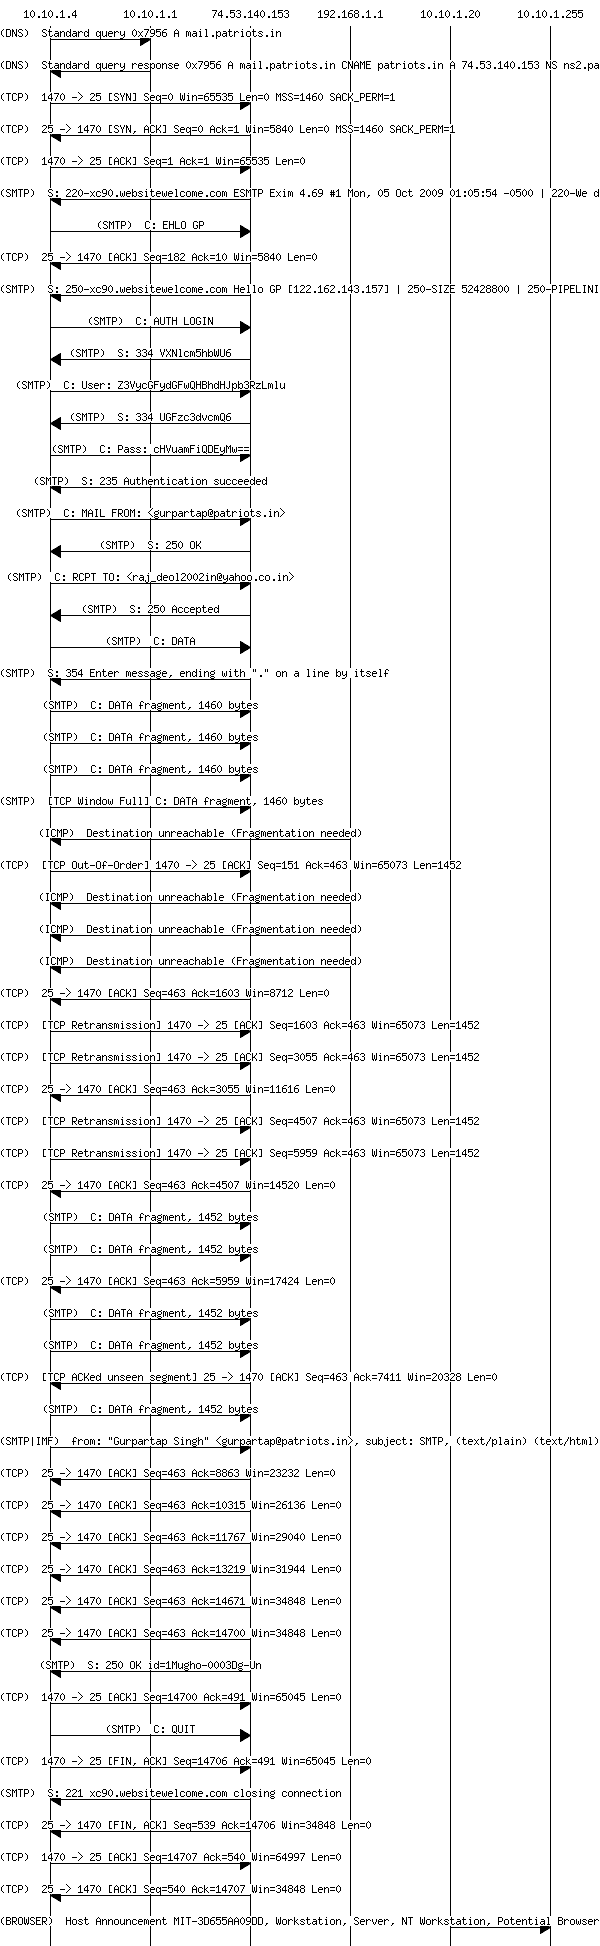 10.10.1.4 10.10.1.1 74.53.140.153 192.168.1.1 10.10.1.20 10.10.1.255
(DNS) Standard query 0x7956 A mail.patriots.in
(DNS) Standard query response 0x7956 A mail.patriots.in CNAME patriots.in A 74.53.140.153 NS ns2.pa
(TCP) 1470 -> 25 [SYN] Seq=0 Win=65535 Len=0 MSS=1460 SACK_PERM=1
(TCP) 25 -> 1470 [SYN, ACK] Seq=0 Ack=1 Win=5840 Len=0 MSS=1460 SACK_PERM=1
(TCP) 1470 -> 25 [ACK] Seq=1 Ack=1 Win=65535 Len=0
(SMTP) S: 220-xc90.websitewelcome.com ESMTP Exim 4.69 #1 Mon, 05 Oct 2009 01:05:54 -0500 | 220-We d
(SMTP) C: EHLO GP
(TCP) 25 -> 1470 [ACK] Seq=182 Ack=10 Win=5840 Len=0
(SMTP) S: 250-xc90.websitewelcome.com Hello GP [122.162.143.157] | 250-SIZE 52428800 | 250-PIPELINI
(SMTP) C: AUTH LOGIN
(SMTP) S: 334 VXNlcm5hbWU6
(SMTP) C: User: Z3VycGFydGFwQHBhdHJpb3RzLmlu
(SMTP) S: 334 UGFzc3dvcmQ6
(SMTP) C: Pass: cHVuamFiQDEyMw==
(SMTP) S: 235 Authentication succeeded
(SMTP) C: MAIL FROM: <gurpartap@patriots.in>
(SMTP) S: 250 OK
(SMTP) C: RCPT TO: <raj_deol2002in@yahoo.co.in>
(SMTP) S: 250 Accepted
(SMTP) C: DATA
(SMTP) S: 354 Enter message, ending with "." on a line by itself
(SMTP) C: DATA fragment, 1460 bytes
(SMTP) C: DATA fragment, 1460 bytes
(SMTP) C: DATA fragment, 1460 bytes
(SMTP) [TCP Window Full] C: DATA fragment, 1460 bytes
(ICMP) Destination unreachable (Fragmentation needed)
(TCP) [TCP Out-Of-Order] 1470 -> 25 [ACK] Seq=151 Ack=463 Win=65073 Len=1452
(ICMP) Destination unreachable (Fragmentation needed)
(ICMP) Destination unreachable (Fragmentation needed)
(ICMP) Destination unreachable (Fragmentation needed)
(TCP) 25 -> 1470 [ACK] Seq=463 Ack=1603 Win=8712 Len=0
(TCP) [TCP Retransmission] 1470 -> 25 [ACK] Seq=1603 Ack=463 Win=65073 Len=1452
(TCP) [TCP Retransmission] 1470 -> 25 [ACK] Seq=3055 Ack=463 Win=65073 Len=1452
(TCP) 25 -> 1470 [ACK] Seq=463 Ack=3055 Win=11616 Len=0
(TCP) [TCP Retransmission] 1470 -> 25 [ACK] Seq=4507 Ack=463 Win=65073 Len=1452
(TCP) [TCP Retransmission] 1470 -> 25 [ACK] Seq=5959 Ack=463 Win=65073 Len=1452
(TCP) 25 -> 1470 [ACK] Seq=463 Ack=4507 Win=14520 Len=0
(SMTP) C: DATA fragment, 1452 bytes
(SMTP) C: DATA fragment, 1452 bytes
(TCP) 25 -> 1470 [ACK] Seq=463 Ack=5959 Win=17424 Len=0
(SMTP) C: DATA fragment, 1452 bytes
(SMTP) C: DATA fragment, 1452 bytes
(TCP) [TCP ACKed unseen segment] 25 -> 1470 [ACK] Seq=463 Ack=7411 Win=20328 Len=0
(SMTP) C: DATA fragment, 1452 bytes
(SMTP|IMF) from: "Gurpartap Singh" <gurpartap@patriots.in>, subject: SMTP, (text/plain) (text/html)
(TCP) 25 -> 1470 [ACK] Seq=463 Ack=8863 Win=23232 Len=0
(TCP) 25 -> 1470 [ACK] Seq=463 Ack=10315 Win=26136 Len=0
(TCP) 25 -> 1470 [ACK] Seq=463 Ack=11767 Win=29040 Len=0
(TCP) 25 -> 1470 [ACK] Seq=463 Ack=13219 Win=31944 Len=0
(TCP) 25 -> 1470 [ACK] Seq=463 Ack=14671 Win=34848 Len=0
(TCP) 25 -> 1470 [ACK] Seq=463 Ack=14700 Win=34848 Len=0
(SMTP) S: 250 OK id=1Mugho-0003Dg-Un
(TCP) 1470 -> 25 [ACK] Seq=14700 Ack=491 Win=65045 Len=0
(SMTP) C: QUIT
(TCP) 1470 -> 25 [FIN, ACK] Seq=14706 Ack=491 Win=65045 Len=0
(SMTP) S: 221 xc90.websitewelcome.com closing connection
(TCP) 25 -> 1470 [FIN, ACK] Seq=539 Ack=14706 Win=34848 Len=0
(TCP) 1470 -> 25 [ACK] Seq=14707 Ack=540 Win=64997 Len=0
(TCP) 25 -> 1470 [ACK] Seq=540 Ack=14707 Win=34848 Len=0
(BROWSER) Host Announcement MIT-3D655AA09DD, Workstation, Server, NT Workstation, Potential Browser